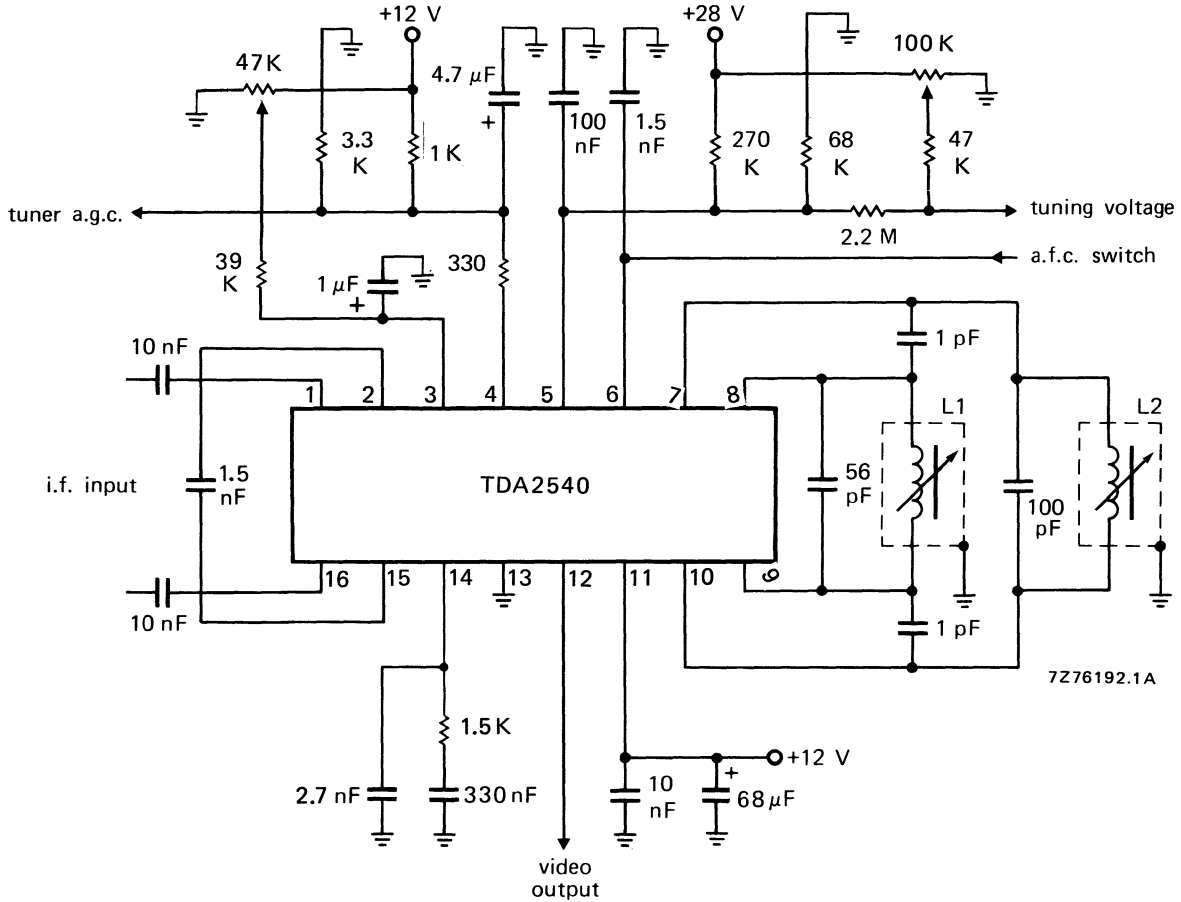 +12 V
+28 V
47 K
4.7 µF
100 K
3.3
K
1 K
100
nF
1.5
nF
270
K
68
K
47
K
tuner a.g.c.
tuning voltage
2.2 M
39
K
1 µF
+
+
330
a.f.c. switch
10 nF
1 pF
1 2 3 4 5 6 7 8
L1
L2
i.f. input
1.5
nF
TDA2540
56
pF
100
pF
16 15 14 13 12 11 10 9
10 nF
1 pF
7Z76192.1A
1.5 K
+12 V
+
2.7 nF
330 nF
10
nF
68 µF
video
output